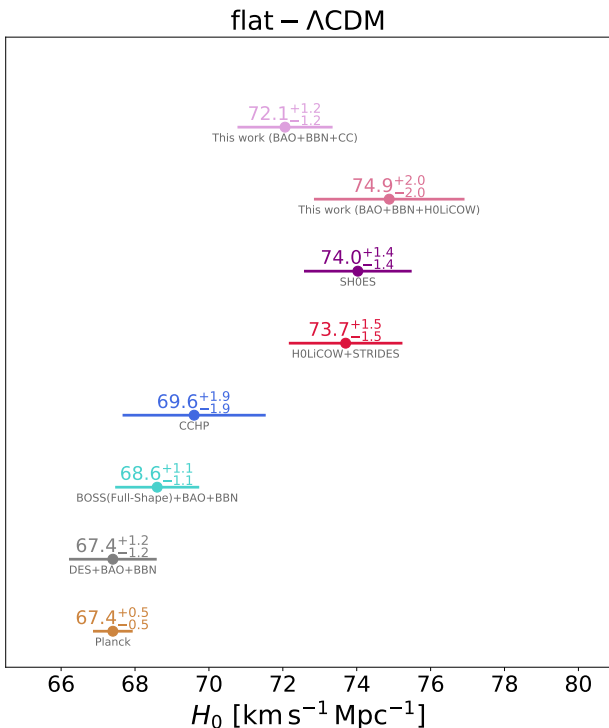 flat − ΛCDM
72.1+1.2−1.2
This work (BAO+BBN+CC)
74.9+2.0−2.0
This work (BAO+BBN+H0LiCOW)
74.0+1.4−1.4
SH0ES
73.7+1.5−1.5
H0LiCOW+STRIDES
69.6+1.9−1.9
CCHP
68.6+1.1−1.1
BOSS(Full-Shape)+BAO+BBN
67.4+1.2−1.2
DES+BAO+BBN
67.4+0.5−0.5
Planck
66 68 70 72 74 76 78 80
H0 [km s−1 Mpc−1]